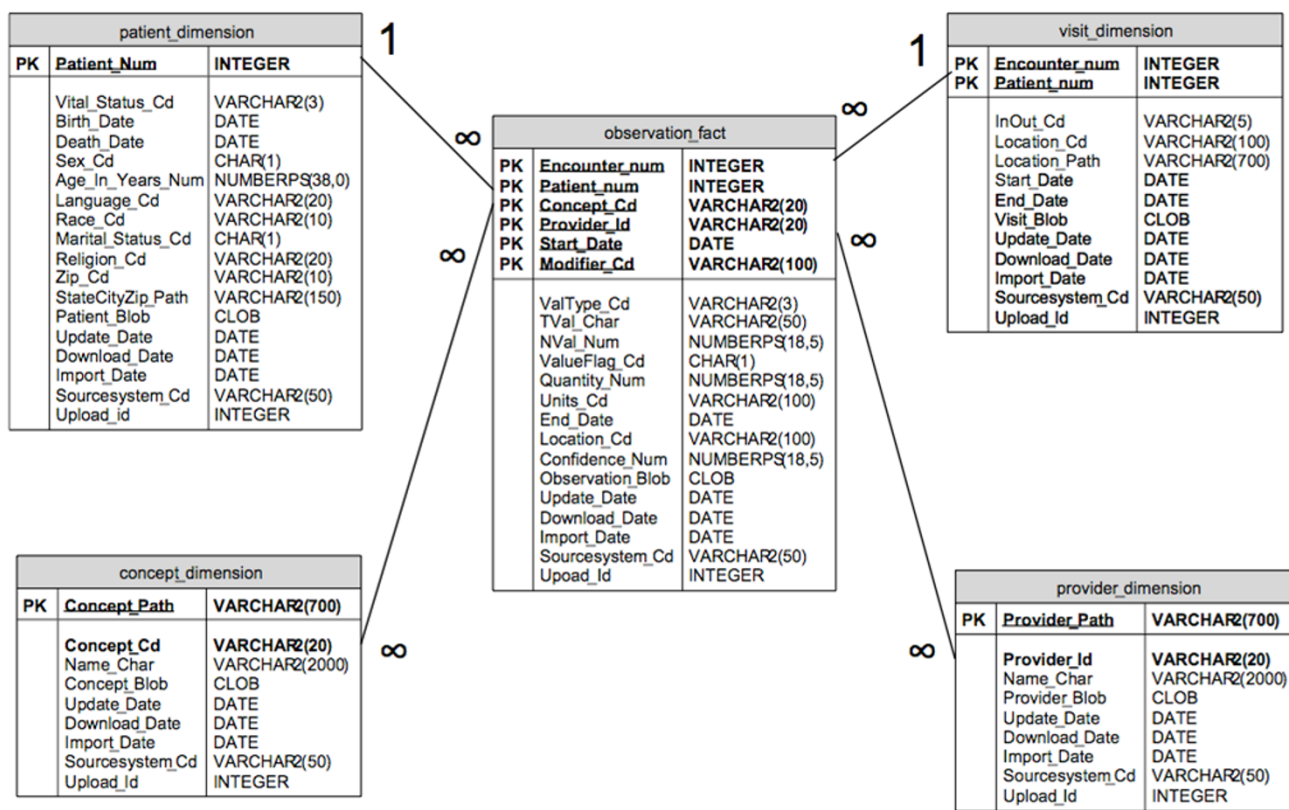 patient_dimension
PK Patient_Num INTEGER
Vital_Status_Cd VARCHAR2(3)
Birth_Date DATE
Death_Date DATE
Sex_Cd CHAR(1)
Age_In_Years_Num NUMBERPS(38,0)
Language_Cd VARCHAR2(20)
Race_Cd VARCHAR2(10)
Marital_Status_Cd CHAR(1)
Religion_Cd VARCHAR2(20)
Zip_Cd VARCHAR2(10)
StateCityZip_Path VARCHAR2(150)
Patient_Blob CLOB
Update_Date DATE
Download_Date DATE
Import_Date DATE
Sourcesystem_Cd VARCHAR2(50)
Upload_id INTEGER
1
∞
∞
observation_fact
PK Encounter_num INTEGER
PK Patient_num INTEGER
PK Concept_Cd VARCHAR2(20)
PK Provider_Id VARCHAR2(20)
PK Start_Date DATE
PK Modifier_Cd VARCHAR2(100)
ValType_Cd VARCHAR2(3)
TVal_Char VARCHAR2(50)
NVal_Num NUMBERPS(18,5)
ValueFlag_Cd CHAR(1)
Quantity_Num NUMBERPS(18,5)
Units_Cd VARCHAR2(100)
End_Date DATE
Location_Cd VARCHAR2(100)
Confidence_Num NUMBERPS(18,5)
Observation_Blob CLOB
Update_Date DATE
Download_Date DATE
Import_Date DATE
Sourcesystem_Cd VARCHAR2(50)
Upoad_Id INTEGER
1
∞
∞
visit_dimension
PK Encounter_num INTEGER
PK Patient_num INTEGER
InOut_Cd VARCHAR2(5)
Location_Cd VARCHAR2(100)
Location_Path VARCHAR2(700)
Start_Date DATE
End_Date DATE
Visit_Blob CLOB
Update_Date DATE
Download_Date DATE
Import_Date DATE
Sourcesystem_Cd VARCHAR2(50)
Upload_Id INTEGER
concept_dimension
PK Concept_Path VARCHAR2(700)
Concept_Cd VARCHAR2(20)
Name_Char VARCHAR2(2000)
Concept_Blob CLOB
Update_Date DATE
Download_Date DATE
Import_Date DATE
Sourcesystem_Cd VARCHAR2(50)
Upload_Id INTEGER
∞
∞
provider_dimension
PK Provider_Path VARCHAR2(700)
Provider_Id VARCHAR2(20)
Name_Char VARCHAR2(2000)
Provider_Blob CLOB
Update_Date DATE
Download_Date DATE
Import_Date DATE
Sourcesystem_Cd VARCHAR2(50)
Upload_Id INTEGER